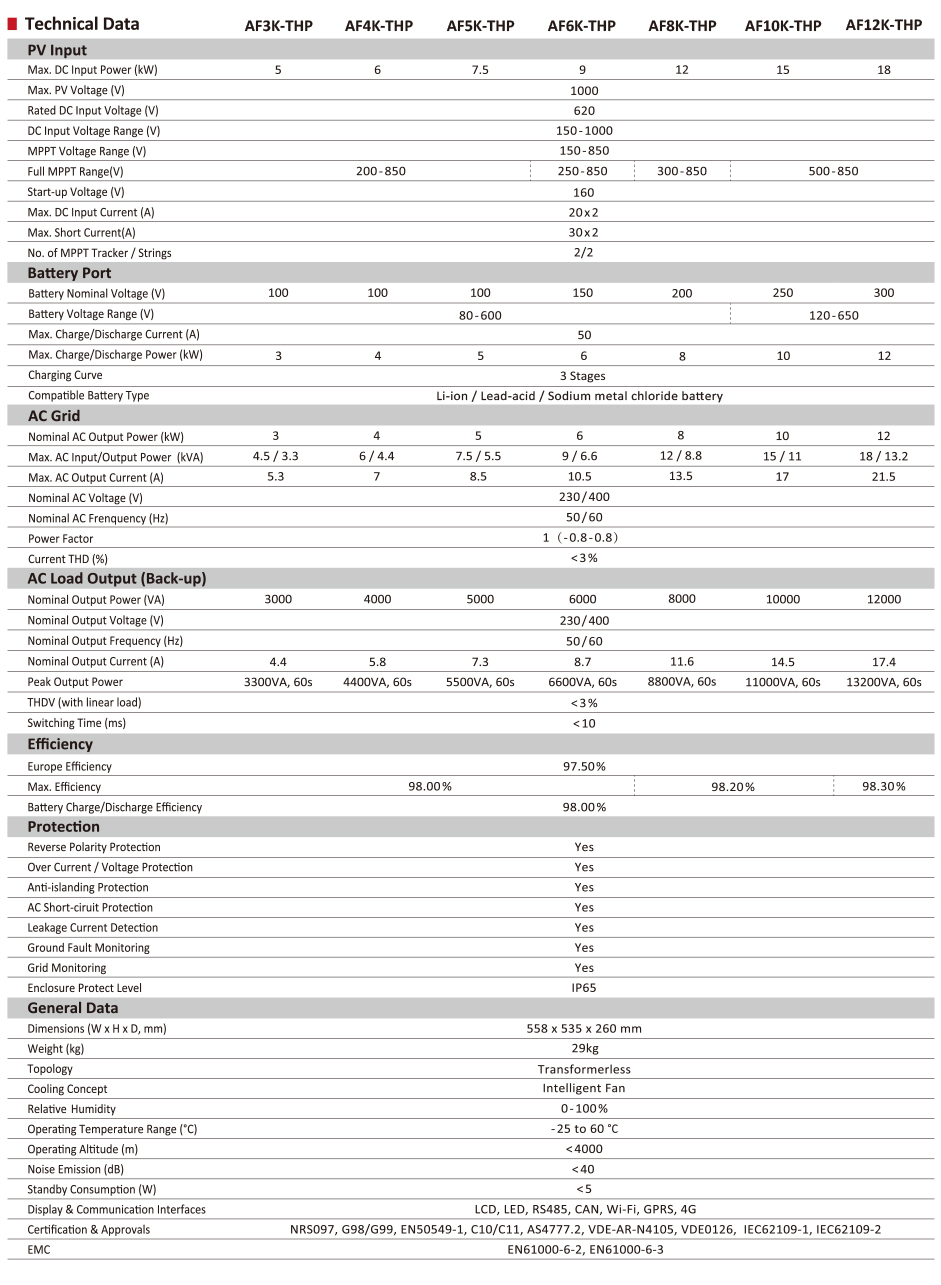 Technical Data AF3K-THP AF4K-THP AF5K-THP AF6K-THP AF8K-THP AF10K-THP AF12K-THP
PV Input
Max. DC Input Power (kW) 5 6 7.5 9 12 15 18
Max. PV Voltage (V) 1000
Rated DC Input Voltage (V) 620
DC Input Voltage Range (V) 150-1000
MPPT Voltage Range (V) 150-850
Full MPPT Range(V) 200-850 250-850 300-850 500-850
Start-up Voltage (V) 160
Max. DC Input Current (A) 20x2
Max. Short Current(A) 30x2
No. of MPPT Tracker / Strings 2/2
Battery Port
Battery Nominal Voltage (V) 100 100 100 150 200 250 300
Battery Voltage Range (V) 80-600 120-650
Max. Charge/Discharge Current (A) 50
Max. Charge/Discharge Power (kW) 3 4 5 6 8 10 12
Charging Curve 3 Stages
Compatible Battery Type Li-ion / Lead-acid / Sodium metal chloride battery
AC Grid
Nominal AC Output Power (kW) 3 4 5 6 8 10 12
Max. AC Input/Output Power (kVA) 4.5 / 3.3 6 / 4.4 7.5 / 5.5 9 / 6.6 12 / 8.8 15 / 11 18 / 13.2
Max. AC Output Current (A) 5.3 7 8.5 10.5 13.5 17 21.5
Nominal AC Voltage (V) 230/400
Nominal AC Frenquency (Hz) 50/60
Power Factor 1 (-0.8-0.8)
Current THD (%) <3%
AC Load Output (Back-up)
Nominal Output Power (VA) 3000 4000 5000 6000 8000 10000 12000
Nominal Output Voltage (V) 230/400
Nominal Output Frequency (Hz) 50/60
Nominal Output Current (A) 4.4 5.8 7.3 8.7 11.6 14.5 17.4
Peak Output Power 3300VA, 60s 4400VA, 60s 5500VA, 60s 6600VA, 60s 8800VA, 60s 11000VA, 60s 13200VA, 60s
THDV (with linear load) <3%
Switching Time (ms) <10
Efficiency
Europe Efficiency 97.50%
Max. Efficiency 98.00% 98.20% 98.30%
Battery Charge/Discharge Efficiency 98.00%
Protection
Reverse Polarity Protection Yes
Over Current / Voltage Protection Yes
Anti-islanding Protection Yes
AC Short-ciruit Protection Yes
Leakage Current Detection Yes
Ground Fault Monitoring Yes
Grid Monitoring Yes
Enclosure Protect Level IP65
General Data
Dimensions (W x H x D, mm) 558 x 535 x 260 mm
Weight (kg) 29kg
Topology Transformerless
Cooling Concept Intelligent Fan
Relative Humidity 0-100%
Operating Temperature Range (°C) -25 to 60 °C
Operating Altitude (m) <4000
Noise Emission (dB) <40
Standby Consumption (W) <5
Display & Communication Interfaces LCD, LED, RS485, CAN, Wi-Fi, GPRS, 4G
Certification & Approvals NRS097, G98/G99, EN50549-1, C10/C11, AS4777.2, VDE-AR-N4105, VDE0126, IEC62109-1, IEC62109-2
EMC EN61000-6-2, EN61000-6-3